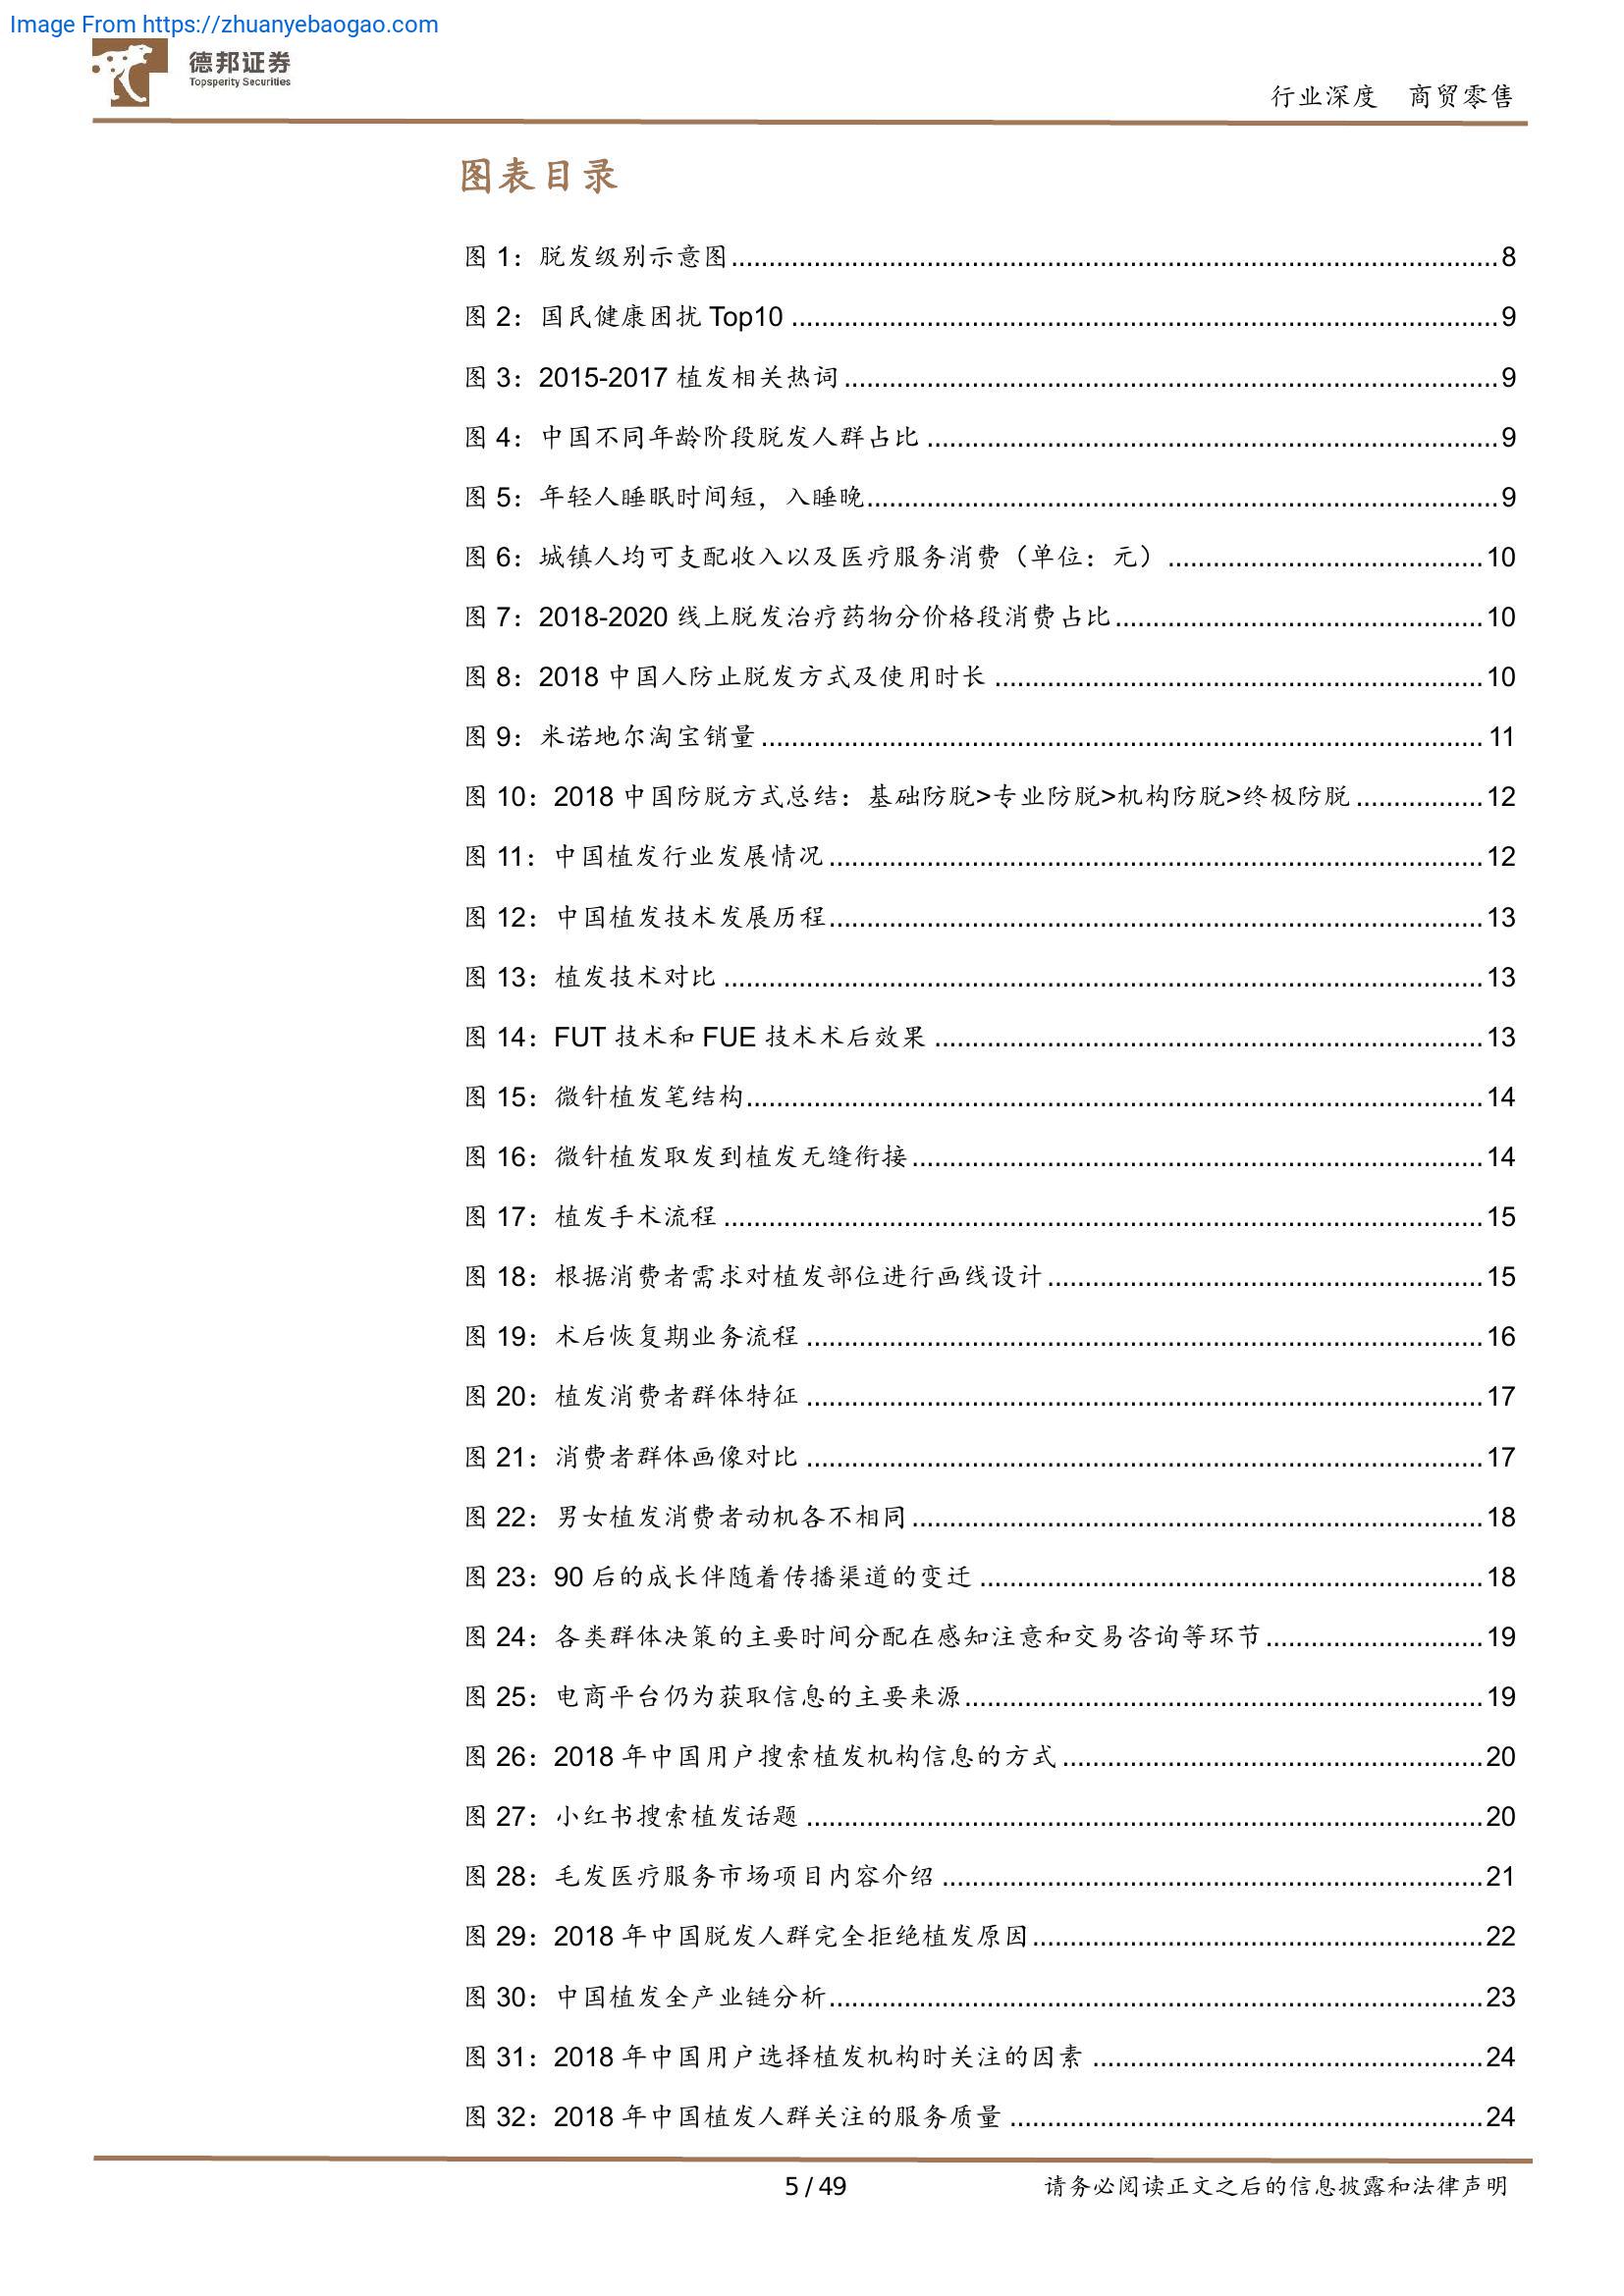 Image From https://zhuanyebaogao.com
德邦证券
Topsperity Securities
行业深度 商贸零售
图表目录
图 1：脱发级别示意图 8
图 2：国民健康困扰 Top10 9
图 3：2015-2017 植发相关热词 9
图 4：中国不同年龄阶段脱发人群占比 9
图 5：年轻人睡眠时间短，入睡晚 9
图 6：城镇人均可支配收入以及医疗服务消费（单位：元） 10
图 7：2018-2020 线上脱发治疗药物分价格段消费占比 10
图 8：2018 中国人防止脱发方式及使用时长 10
图 9：米诺地尔淘宝销量 11
图 10：2018 中国防脱方式总结：基础防脱>专业防脱>机构防脱>终极防脱 12
图 11：中国植发行业发展情况 12
图 12：中国植发技术发展历程 13
图 13：植发技术对比 13
图 14：FUT 技术和 FUE 技术术后效果 13
图 15：微针植发笔结构 14
图 16：微针植发取发到植发无缝衔接 14
图 17：植发手术流程 15
图 18：根据消费者需求对植发部位进行画线设计 15
图 19：术后恢复期业务流程 16
图 20：植发消费者群体特征 17
图 21：消费者群体画像对比 17
图 22：男女植发消费者动机各不相同 18
图 23：90 后的成长伴随着传播渠道的变迁 18
图 24：各类群体决策的主要时间分配在感知注意和交易咨询等环节 19
图 25：电商平台仍为获取信息的主要来源 19
图 26：2018 年中国用户搜索植发机构信息的方式 20
图 27：小红书搜索植发话题 20
图 28：毛发医疗服务市场项目内容介绍 21
图 29：2018 年中国脱发人群完全拒绝植发原因 22
图 30：中国植发全产业链分析 23
图 31：2018 年中国用户选择植发机构时关注的因素 24
图 32：2018 年中国植发人群关注的服务质量 24
5 / 49
请务必阅读正文之后的信息披露和法律声明